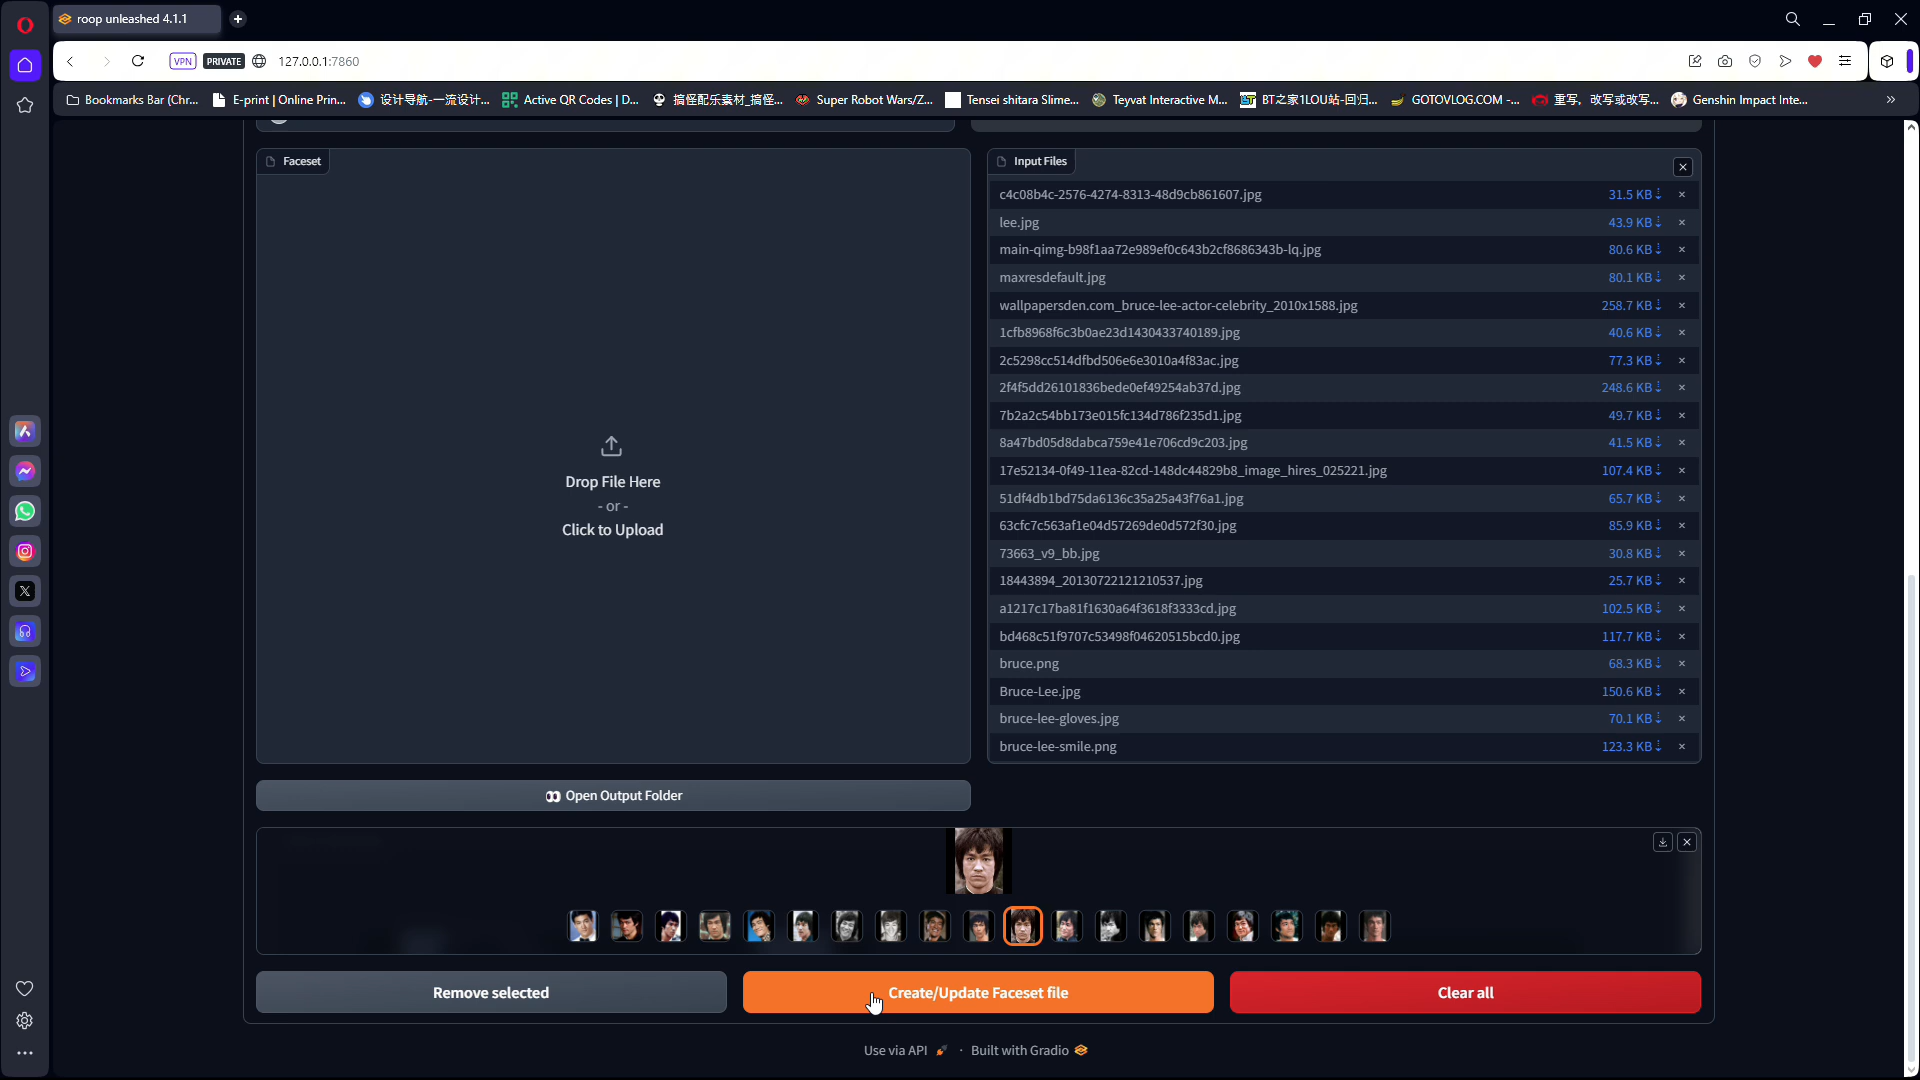 roop unleashed 4.1.1
VPN PRIVATE 127.0.0.1:7860
Bookmarks Bar (Chr... E-print | Online Prin... 设计导航-一流设计... Active QR Codes | D... 搞怪配乐素材_搞怪... Super Robot Wars/Z... Tensei shitara Slime... Teyvat Interactive M... BT之家1LOU站-回归... GOTOVLOG.COM -... 重写，改写或改写... Genshin Impact Inte...
Faceset
Drop File Here
- or -
Click to Upload
Input Files
c4c08b4c-2576-4274-8313-48d9cb861607.jpg 31.5 KB
lee.jpg 43.9 KB
main-qimg-b98f1aa72e989ef0c643b2cf8686343b-lq.jpg 80.6 KB
maxresdefault.jpg 80.1 KB
wallpapersden.com_bruce-lee-actor-celebrity_2010x1588.jpg 258.7 KB
1cfb8968f6c3b0ae23d1430433740189.jpg 40.6 KB
2c5298cc514dfbd506e6e3010a4f83ac.jpg 77.3 KB
2f4f5dd26101836bede0ef49254ab37d.jpg 248.6 KB
7b2a2c54bb173e015fc134d786f235d1.jpg 49.7 KB
8a47bd05d8dabca759e41e706cd9c203.jpg 41.5 KB
17e52134-0f49-11ea-82cd-148dc44829b8_image_hires_025221.jpg 107.4 KB
51df4db1bd75da6136c35a25a43f76a1.jpg 65.7 KB
63cfc7c563af1e04d57269de0d572f30.jpg 85.9 KB
73663_v9_bb.jpg 30.8 KB
18443894_20130722121210537.jpg 25.7 KB
a1217c17ba81f1630a64f3618f3333cd.jpg 102.5 KB
bd468c51f9707c53498f04620515bcd0.jpg 117.7 KB
bruce.png 68.3 KB
Bruce-Lee.jpg 150.6 KB
bruce-lee-gloves.jpg 70.1 KB
bruce-lee-smile.png 123.3 KB
Open Output Folder
Remove selected
Create/Update Faceset file
Clear all
Use via API · Built with Gradio